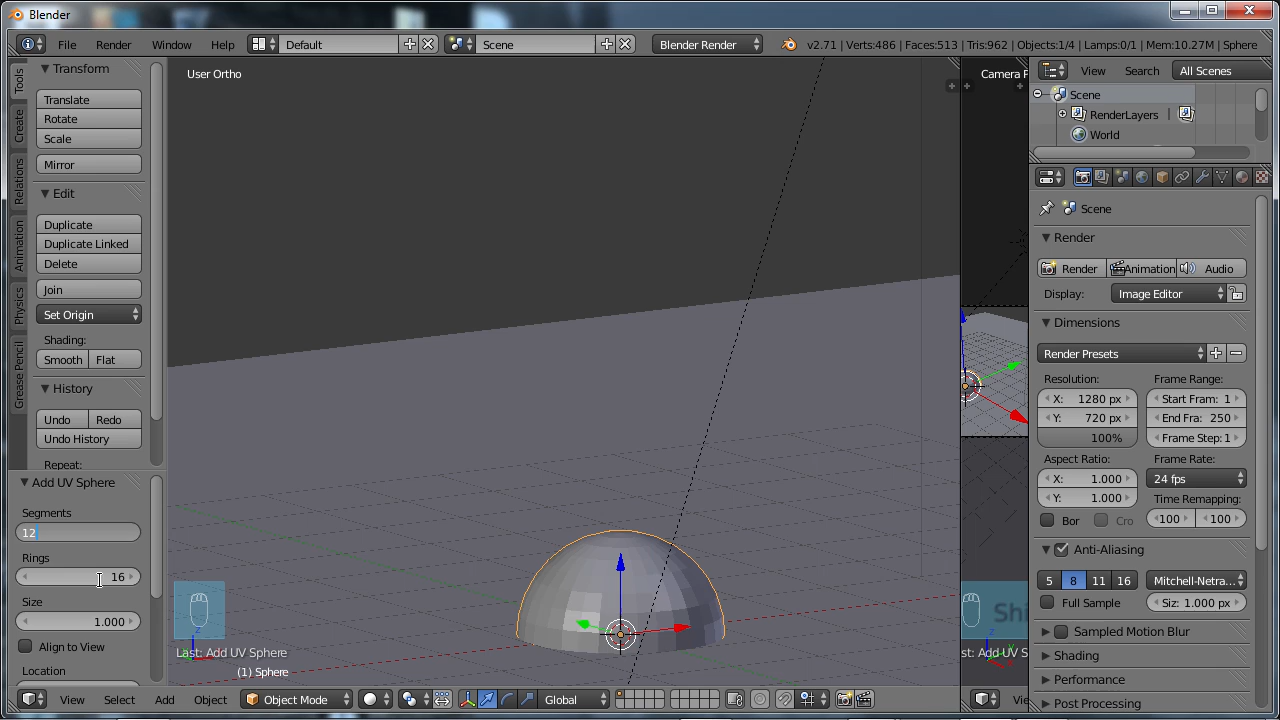 Blender
File Render Window Help Default Scene Blender Render v2.71 | Verts:486 | Faces:513 | Tris:962 | Objects:1/4 | Lamps:0/1 | Mem:10.27M | Sphere
Tools
Create
Relations
Animation
Physics
Grease Pencil
Transform
Translate
Rotate
Scale
Mirror
Edit
Duplicate
Duplicate Linked
Delete
Join
Set Origin
Shading:
Smooth Flat
History
Undo Redo
Undo History
Repeat:
Add UV Sphere
Segments
12
Rings
16
Size
1.000
Align to View
Location
User Ortho
Last: Add UV Sphere
(1) Sphere
View Select Add Object Object Mode Global
Camera P
Shi
st: Add UV S
Vie
View Search All Scenes
Scene
RenderLayers |
World
Scene
Render
Render Animation Audio
Display: Image Editor
Dimensions
Render Presets
Resolution: Frame Range:
X: 1280 px Start Fram: 1
Y: 720 px End Fra: 250
100% Frame Step: 1
Aspect Ratio: Frame Rate:
X: 1.000 24 fps
Y: 1.000 Time Remapping:
Bor Cro 100 100
Anti-Aliasing
5 8 11 16 Mitchell-Netra...
Full Sample Siz: 1.000 px
Sampled Motion Blur
Shading
Performance
Post Processing